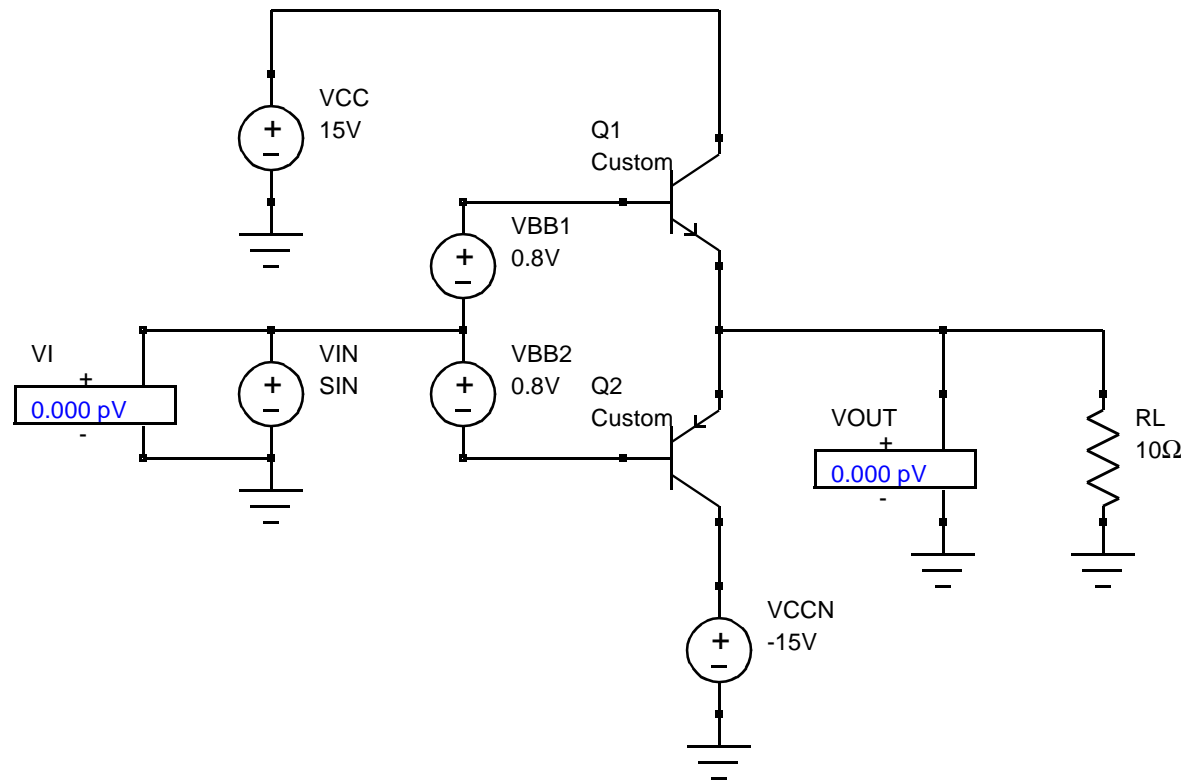 VCC
15V
Q1
Custom
VBB1
0.8V
VI
+
0.000 pV
-
VIN
SIN
VBB2
0.8V
Q2
Custom
VOUT
+
0.000 pV
-
RL
10Ω
VCCN
-15V